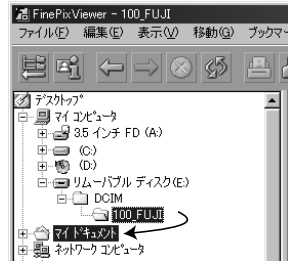 FinePixViewer - 100_FUJI
ファイル(F) 編集(E) 表示(V) 移動(G) ブックマー
デスクトップ
マイ コンピュータ
3.5 インチ FD (A:)
(C:)
(D:)
リムーバブル ディスク(E:)
DCIM
100_FUJI
マイ ドキュメント
ネットワーク コンピュータ